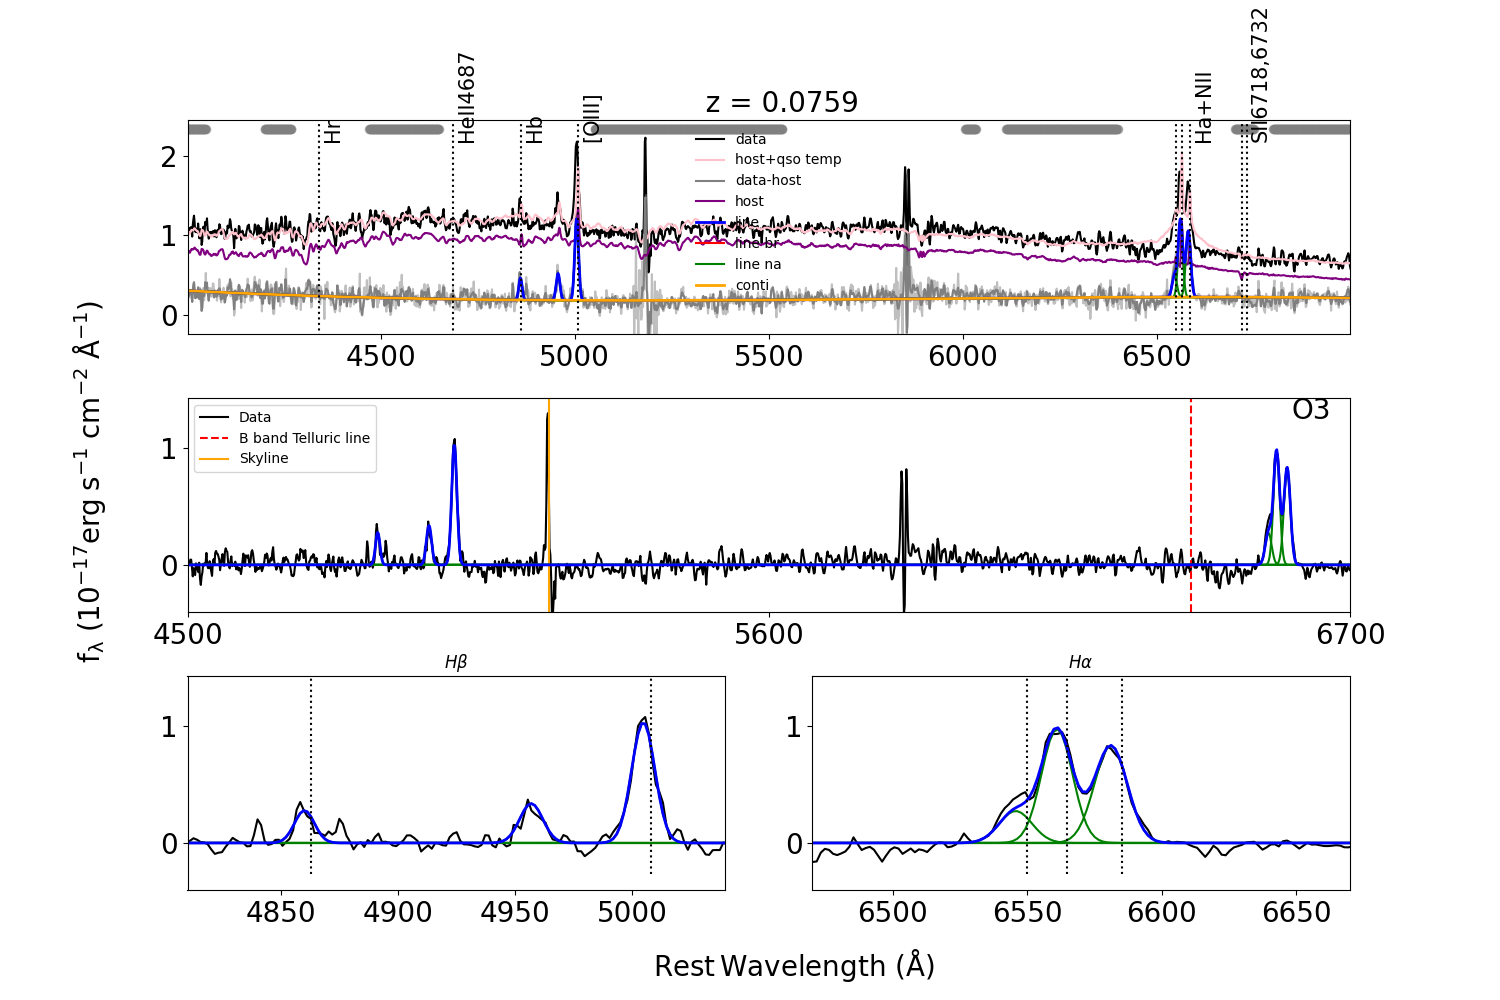 z = 0.0759
Hr
HeII4687
Hb
[OIII]
Ha+NII
SII6718,6732
data
host+qso temp
data-host
host
line
line br
line na
conti
2
1
0
4500 5000 5500 6000 6500
Data
B band Telluric line
Skyline
O3
1
0
4500 5600 6700
fλ (10−17erg s−1 cm−2 Å−1)
Hβ
1
0
4850 4900 4950 5000
Hα
1
0
6500 6550 6600 6650
Rest Wavelength (Å)